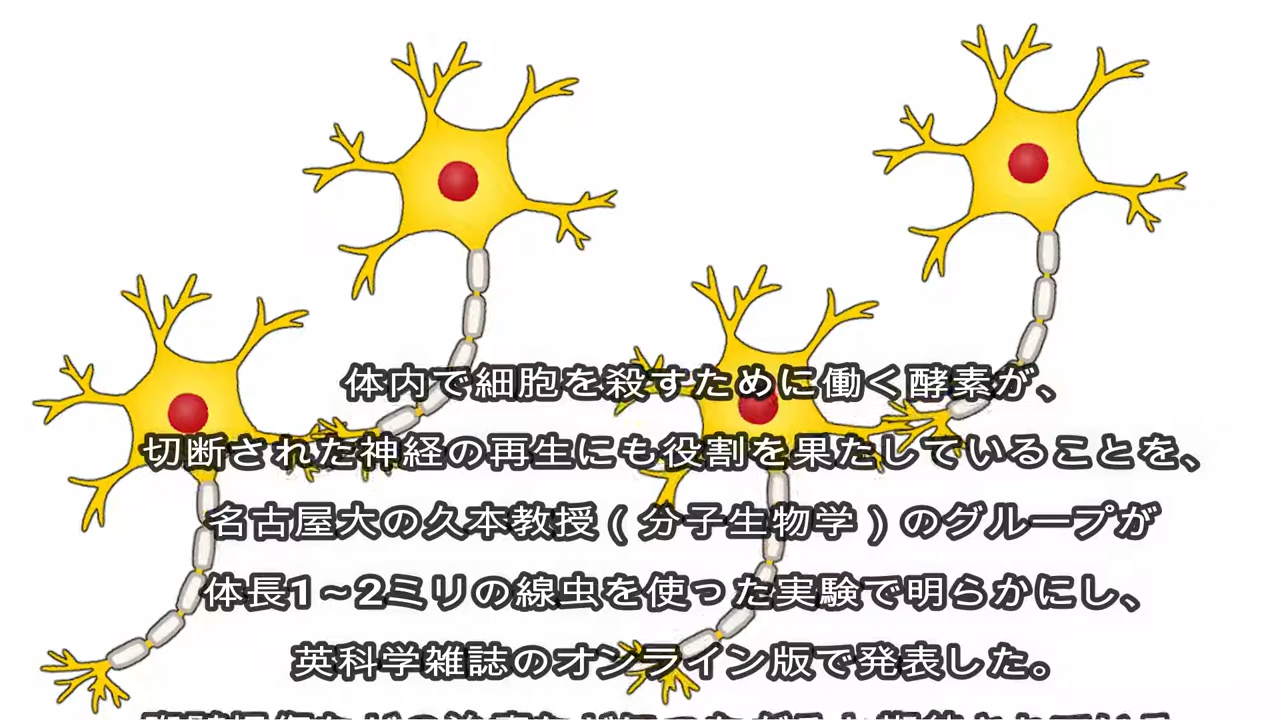 体内で細胞を殺すために働く酵素が、
切断された神経の再生にも役割を果たしていることを、
名古屋大の久本教授(分子生物学)のグループが
体長1~2ミリの線虫を使った実験で明らかにし、
英科学雑誌のオンライン版で発表した。